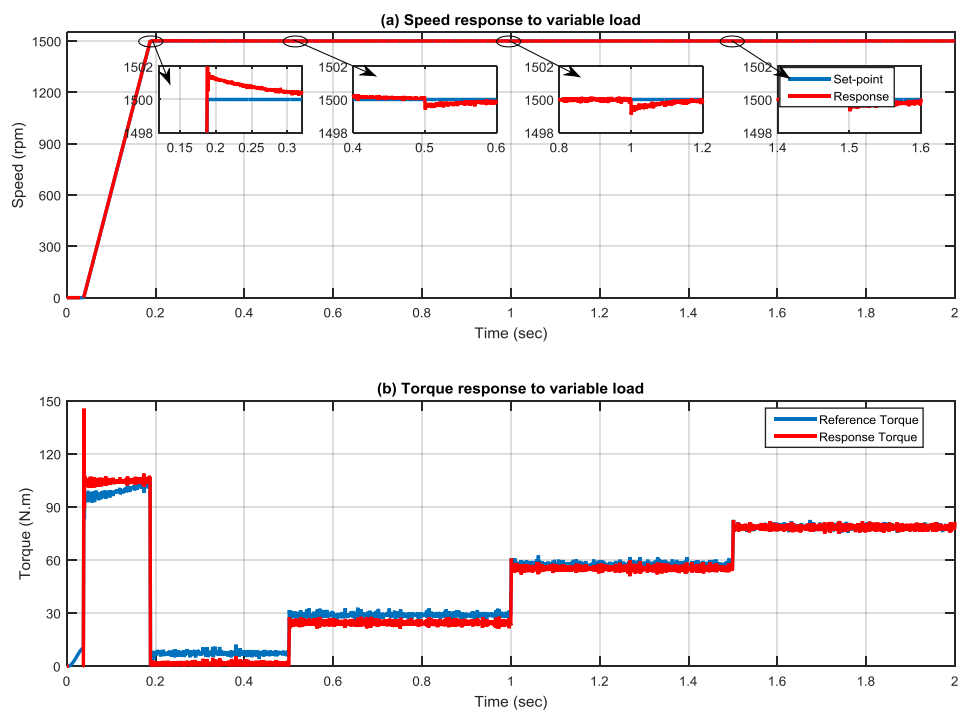 (a) Speed response to variable load
Speed (rpm)
1500
1200
900
600
300
0
1502
1500
1498
0.15 0.2 0.25 0.3
1502
1500
1498
0.4 0.5 0.6
1502
1500
1498
0.8 1 1.2
1502
1500
1498
1.4 1.5 1.6
Set-point
Response
0 0.2 0.4 0.6 0.8 1 1.2 1.4 1.6 1.8 2
Time (sec)
(b) Torque response to variable load
Torque (N.m)
150
120
90
60
30
0
Reference Torque
Response Torque
0 0.2 0.4 0.6 0.8 1 1.2 1.4 1.6 1.8 2
Time (sec)